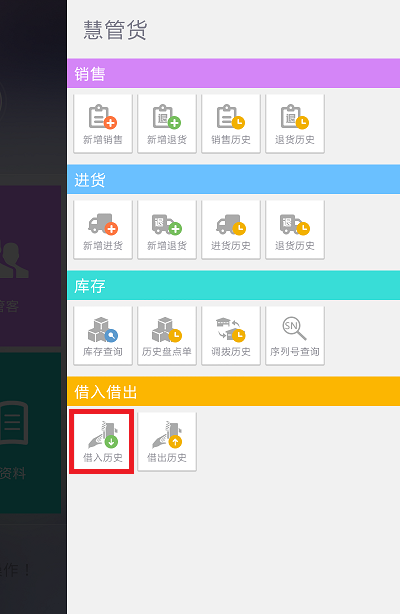 慧管货
销售
新增销售 新增退货 销售历史 退货历史
进货
新增进货 新增退货 进货历史 退货历史
管客
库存
库存查询 历史盘点单 调拨历史 序列号查询
SN
借入借出
借入历史 借出历史
资料
作！